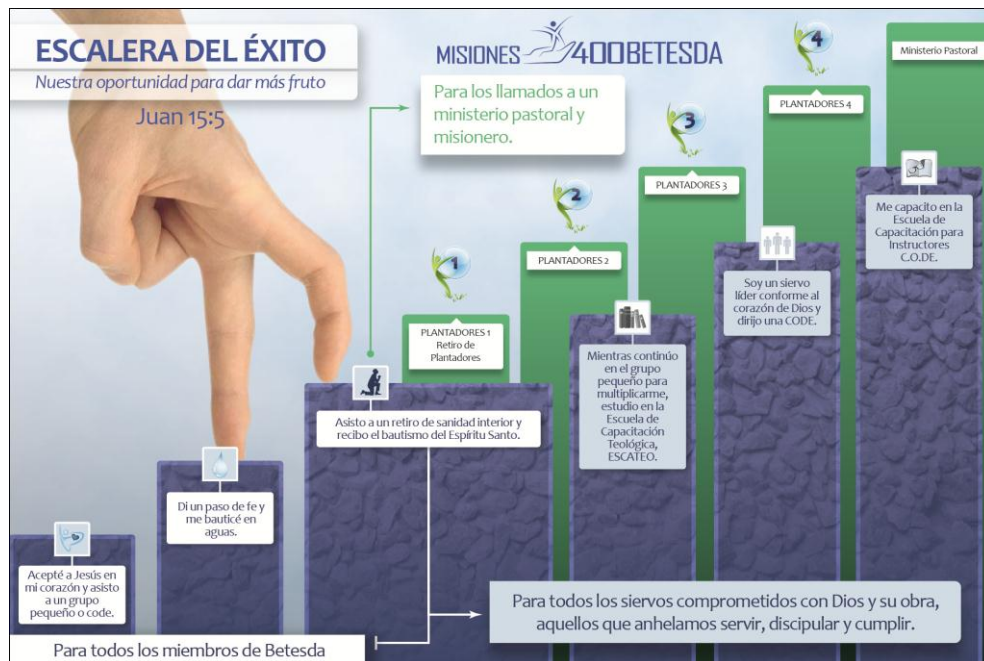 ESCALERA DEL ÉXITO
Nuestra oportunidad para dar más fruto
Juan 15:5
MISIONES 400BETESDA
Para los llamados a un
ministerio pastoral y
misionero.
1
PLANTADORES 1
Retiro de
Plantadores
2
PLANTADORES 2
3
PLANTADORES 3
4
PLANTADORES 4
Ministerio Pastoral
Acepté a Jesús en
mi corazón y asisto
a un grupo
pequeño o code.
Di un paso de fe y
me bauticé en
aguas.
Asisto a un retiro de sanidad interior y
recibo el bautismo del Espíritu Santo.
Mientras continúo
en el grupo
pequeño para
multiplicarme,
estudio en la
Escuela de
Capacitación
Teológica,
ESCATEO.
Soy un siervo
líder conforme al
corazón de Dios y
dirijo una CODE.
Me capacito en la
Escuela de
Capacitación para
Instructores
C.O.DE.
Para todos los miembros de Betesda
Para todos los siervos comprometidos con Dios y su obra,
aquellos que anhelamos servir, discipular y cumplir.